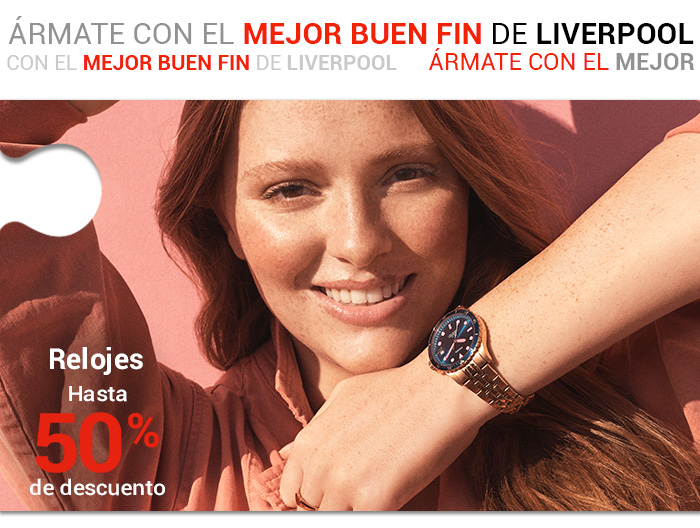 ÁRMATE CON EL MEJOR BUEN FIN DE LIVERPOOL
CON EL MEJOR BUEN FIN DE LIVERPOOL ÁRMATE CON EL MEJOR
Relojes
Hasta
50%
de descuento